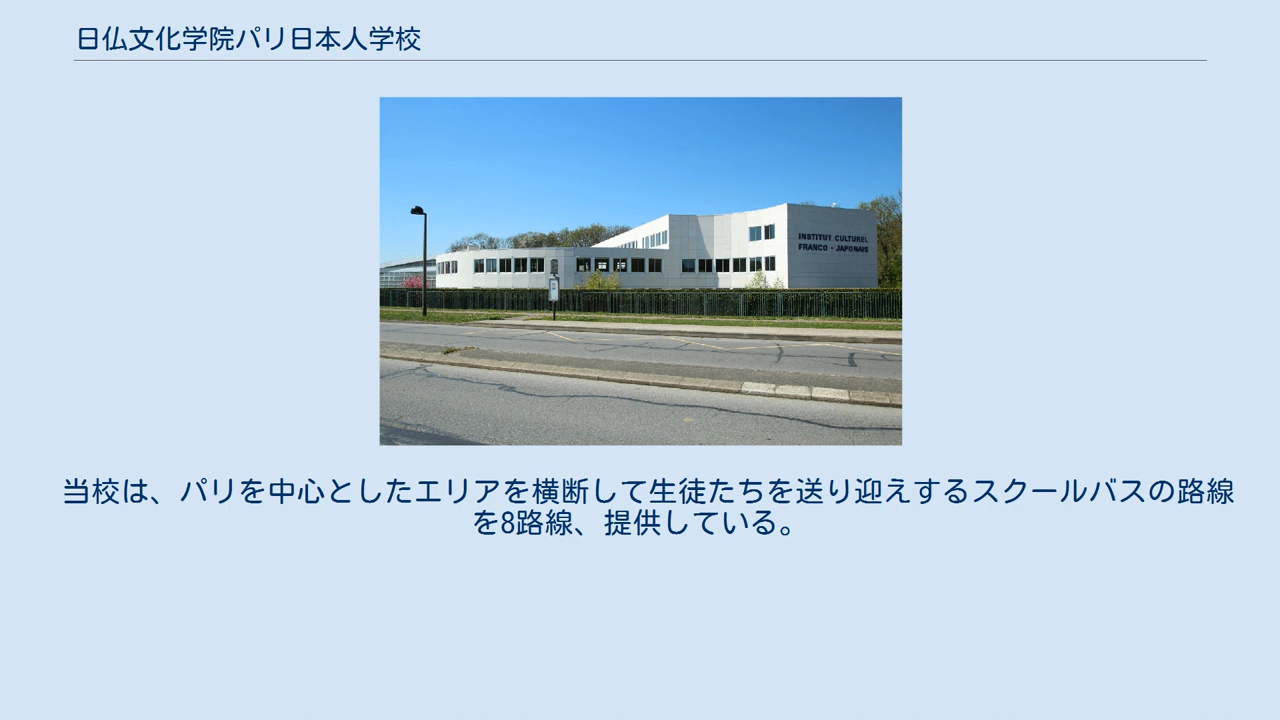 日仏文化学院パリ日本人学校
INSTITUT CULTUREL
FRANCO - JAPONAIS
当校は、パリを中心としたエリアを横断して生徒たちを送り迎えするスクールバスの路線
を8路線、提供している。